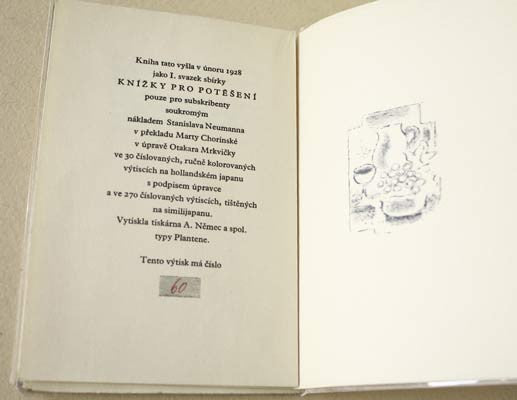 Kniha tato vyšla v únoru 1928
jako I. svazek sbírky
KNÍŽKY PRO POTĚŠENÍ
pouze pro subskribenty
soukromým
nákladem Stanislava Neumanna
v překladu Marty Chorinské
v úpravě Otakara Mrkvičky
ve 30 číslovaných, ručně kolorovaných
výtiscích na hollandském japanu
s podpisem úpravce
a ve 270 číslovaných výtiscích, tištěných
na similijapanu.
Vytiskla tiskárna A. Němec a spol.
typy Plantene.
Tento výtisk má číslo
60